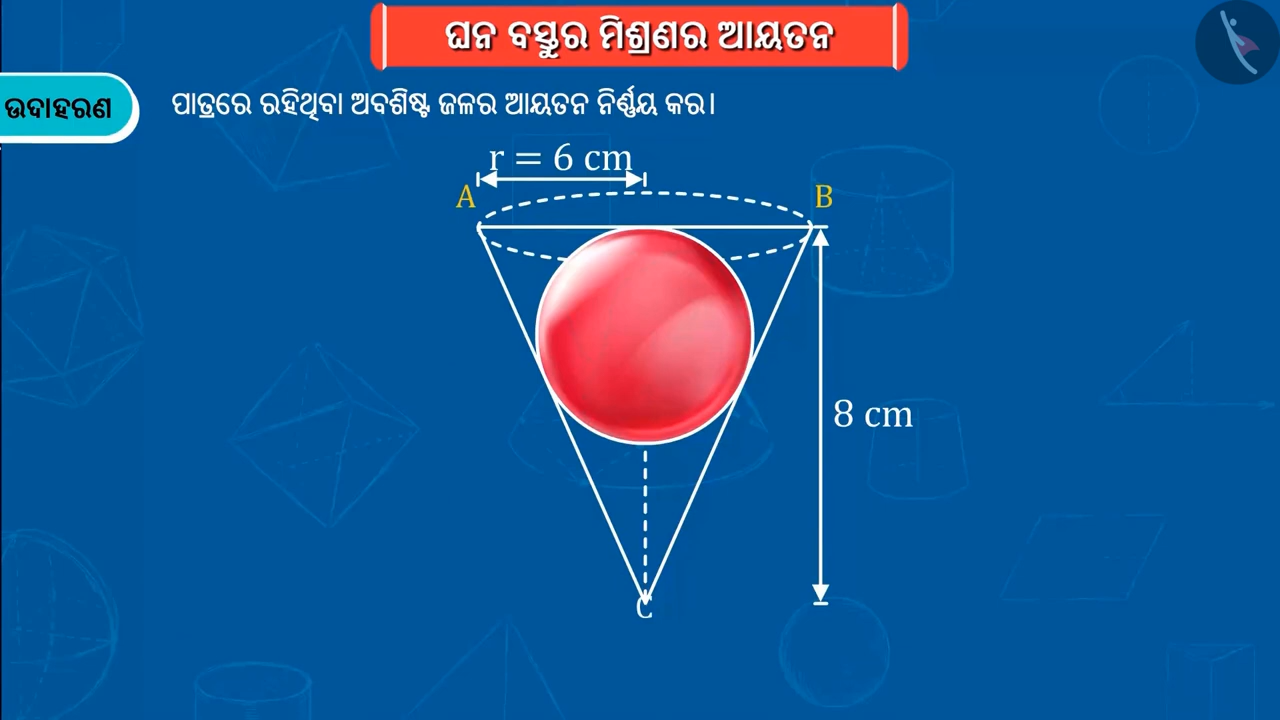 ଘନ ବସ୍ତୁର ମିଶ୍ରଣର ଆୟତନ
ଉଦାହରଣ
ପାତ୍ରରେ ରହିଥିବା ଅବଶିଷ୍ଟ ଜଳର ଆୟତନ ନିର୍ଣ୍ଣୟ କର।
r = 6 cm
A
B
8 cm
C